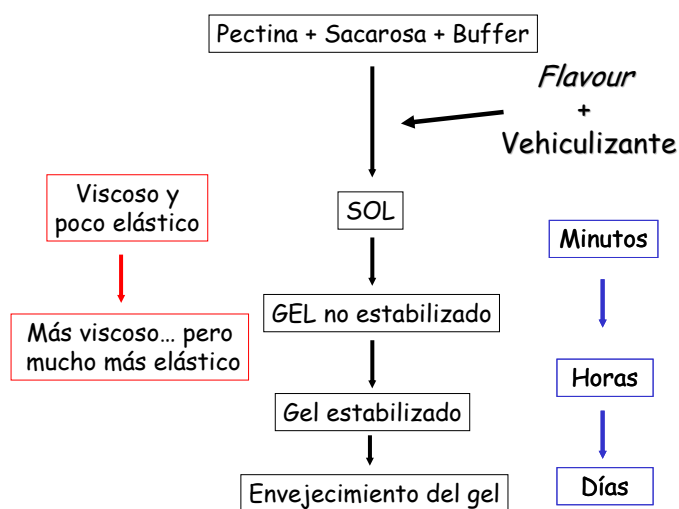 Pectina + Sacarosa + Buffer
Flavour
+
Vehiculizante
Viscoso y
poco elástico
SOL
Minutos
Más viscoso... pero
mucho más elástico
GEL no estabilizado
Horas
Gel estabilizado
Envejecimiento del gel
Días